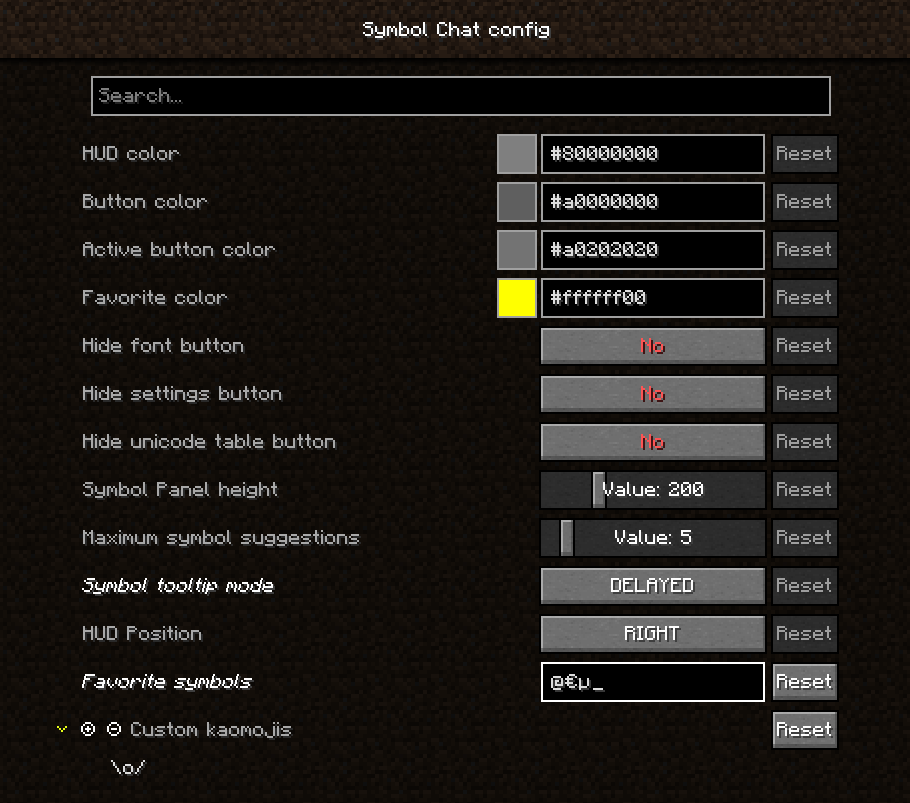 Symbol Chat config
Search...
HUD color #80000000 Reset
Button color #a0000000 Reset
Active button color #a0202020 Reset
Favorite color #ffffff00 Reset
Hide font button No Reset
Hide settings button No Reset
Hide unicode table button No Reset
Symbol Panel height Value: 200 Reset
Maximum symbol suggestions Value: 5 Reset
Symbol tooltip mode DELAYED Reset
HUD Position RIGHT Reset
Favorite symbols @€µ_ Reset
Custom kaomojis Reset
\o/